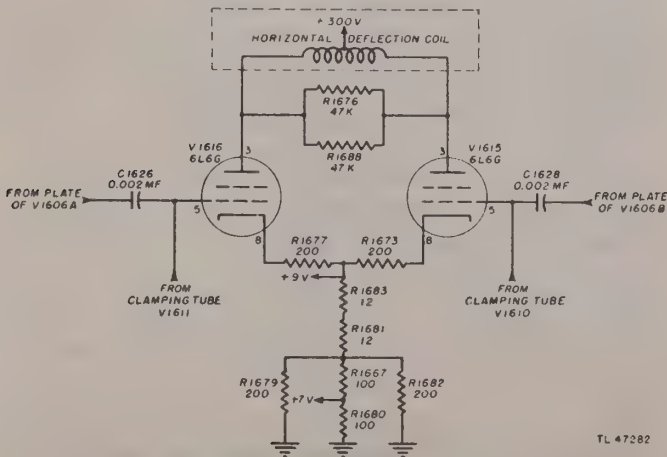 +300V
HORIZONTAL DEFLECTION COIL
R1676
47K
R1688
47K
V1616
6L6G
3
V1615
6L6G
3
C1626
0.002MF
C1628
0.002MF
FROM PLATE
OF V1606A
5
8
5
8
FROM PLATE
OF V1606B
R1677
200
R1673
200
+9V
FROM
CLAMPING TUBE
V1611
FROM
CLAMPING TUBE
V1610
R1683
12
R1681
12
R1679
200
R1667
100
R1682
200
+7V
R1680
100
TL 47282